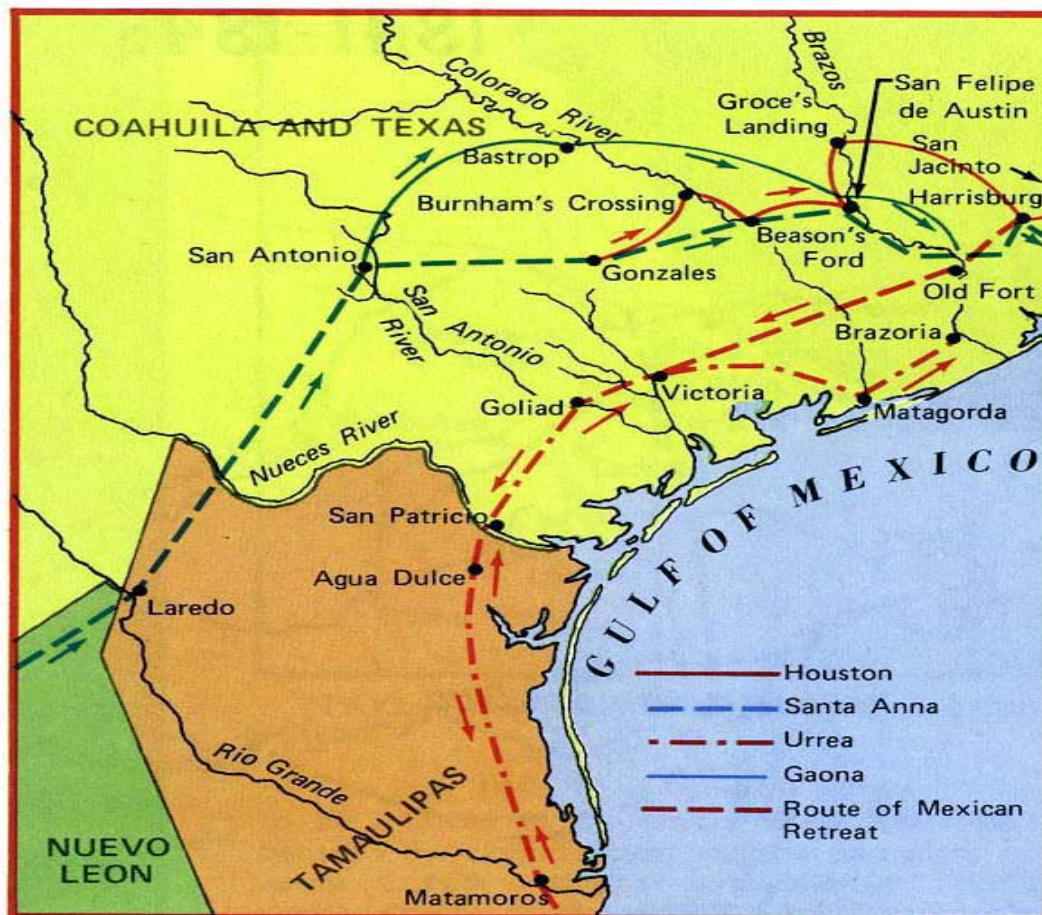 Brazos
San Felipe
de Austin
Groce's
Landing
Colorado
River
COAHUILA AND TEXAS
Bastrop
San
Jacinto
Burnham's Crossing
Harrisburg
Beason's
Ford
San Antonio
Gonzales
Old Fort
San Antonio
River
Brazoria
Victoria
Goliad
Matagorda
Nueces River
GULF OF MEXICO
San Patricio
Agua Dulce
Laredo
Houston
Santa Anna
Urrea
Gaona
Route of Mexican
Retreat
Rio Grande
TAMAULIPAS
NUEVO
LEON
Matamoros